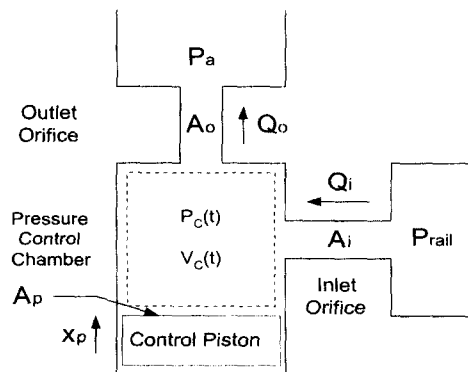 Pa
Outlet
Orifice
Ao
Qo
Qi
Pressure
Control
Chamber
Pc(t)
Vc(t)
Ai
Prail
Ap
Inlet
Orifice
xp
Control Piston